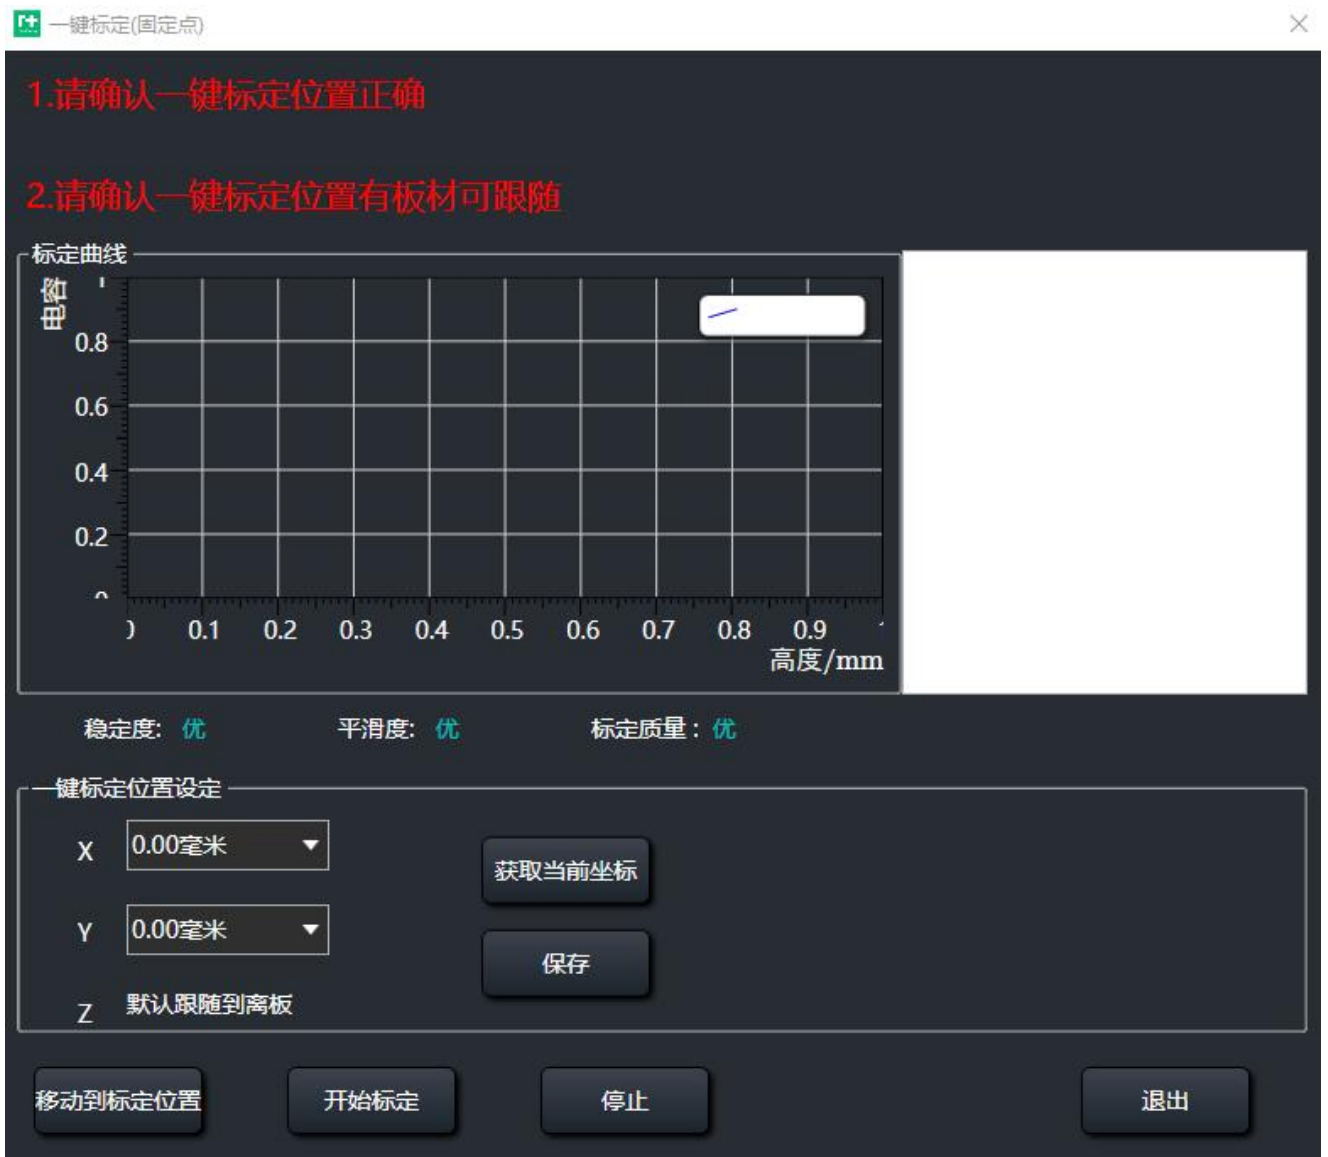 一键标定(固定点)
1.请确认一键标定位置正确
2.请确认一键标定位置有板材可跟随
标定曲线
电容
1
0.8
0.6
0.4
0.2
0
0 0.1 0.2 0.3 0.4 0.5 0.6 0.7 0.8 0.9
高度/mm
稳定度: 优 平滑度: 优 标定质量: 优
一键标定位置设定
X 0.00毫米
获取当前坐标
Y 0.00毫米
保存
Z 默认跟随到离板
移动到标定位置 开始标定 停止 退出